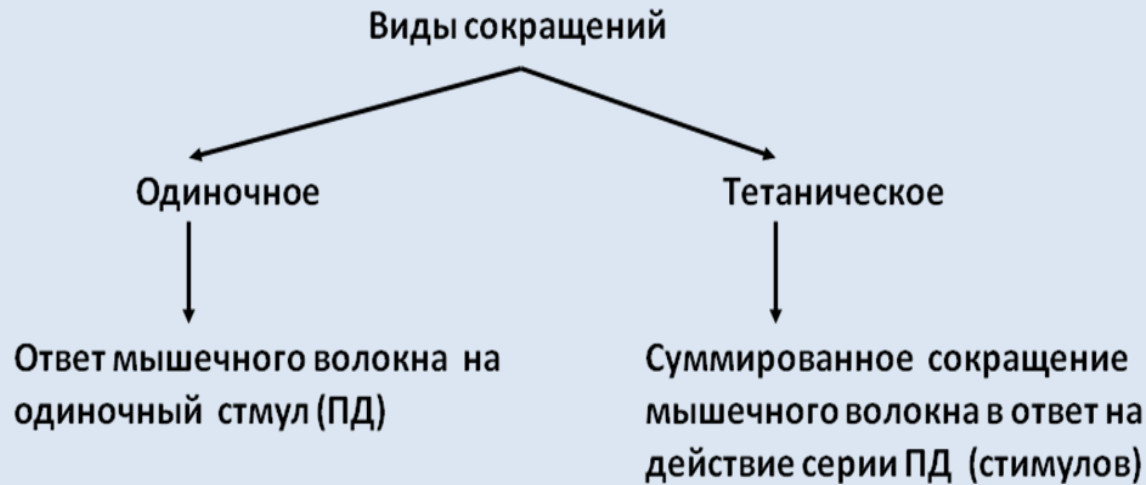 Виды сокращений
Одиночное
Тетаническое
Ответ мышечного волокна на
одиночный стмул (ПД)
Суммированное сокращение
мышечного волокна в ответ на
действие серии ПД (стимулов)